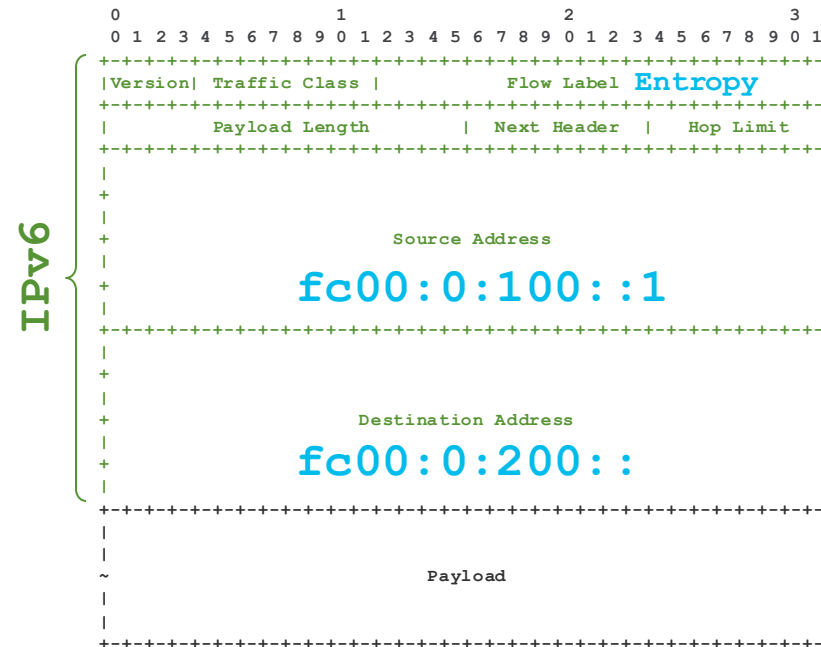 0 1 2 3
0 1 2 3 4 5 6 7 8 9 0 1 2 3 4 5 6 7 8 9 0 1 2 3 4 5 6 7 8 9 0 1
+-+-+-+-+-+-+-+-+-+-+-+-+-+-+-+-+-+-+-+-+-+-+-+-+-+-+-+-+-+-+-+-
|Version| Traffic Class | Flow Label Entropy
+-+-+-+-+-+-+-+-+-+-+-+-+-+-+-+-+-+-+-+-+-+-+-+-+-+-+-+-+-+-+-+-
| Payload Length | Next Header | Hop Limit
+-+-+-+-+-+-+-+-+-+-+-+-+-+-+-+-+-+-+-+-+-+-+-+-+-+-+-+-+-+-+-+-
|
+
|
+ Source Address
|
+ fc00:0:100::1
|
+-+-+-+-+-+-+-+-+-+-+-+-+-+-+-+-+-+-+-+-+-+-+-+-+-+-+-+-+-+-+-+-
IPv6
|
+
|
+ Destination Address
|
+ fc00:0:200::
|
+-+-+-+-+-+-+-+-+-+-+-+-+-+-+-+-+-+-+-+-+-+-+-+-+-+-+-+-+-+-+-+-
|
|
~ Payload
|
|
+-+-+-+-+-+-+-+-+-+-+-+-+-+-+-+-+-+-+-+-+-+-+-+-+-+-+-+-+-+-+-+-